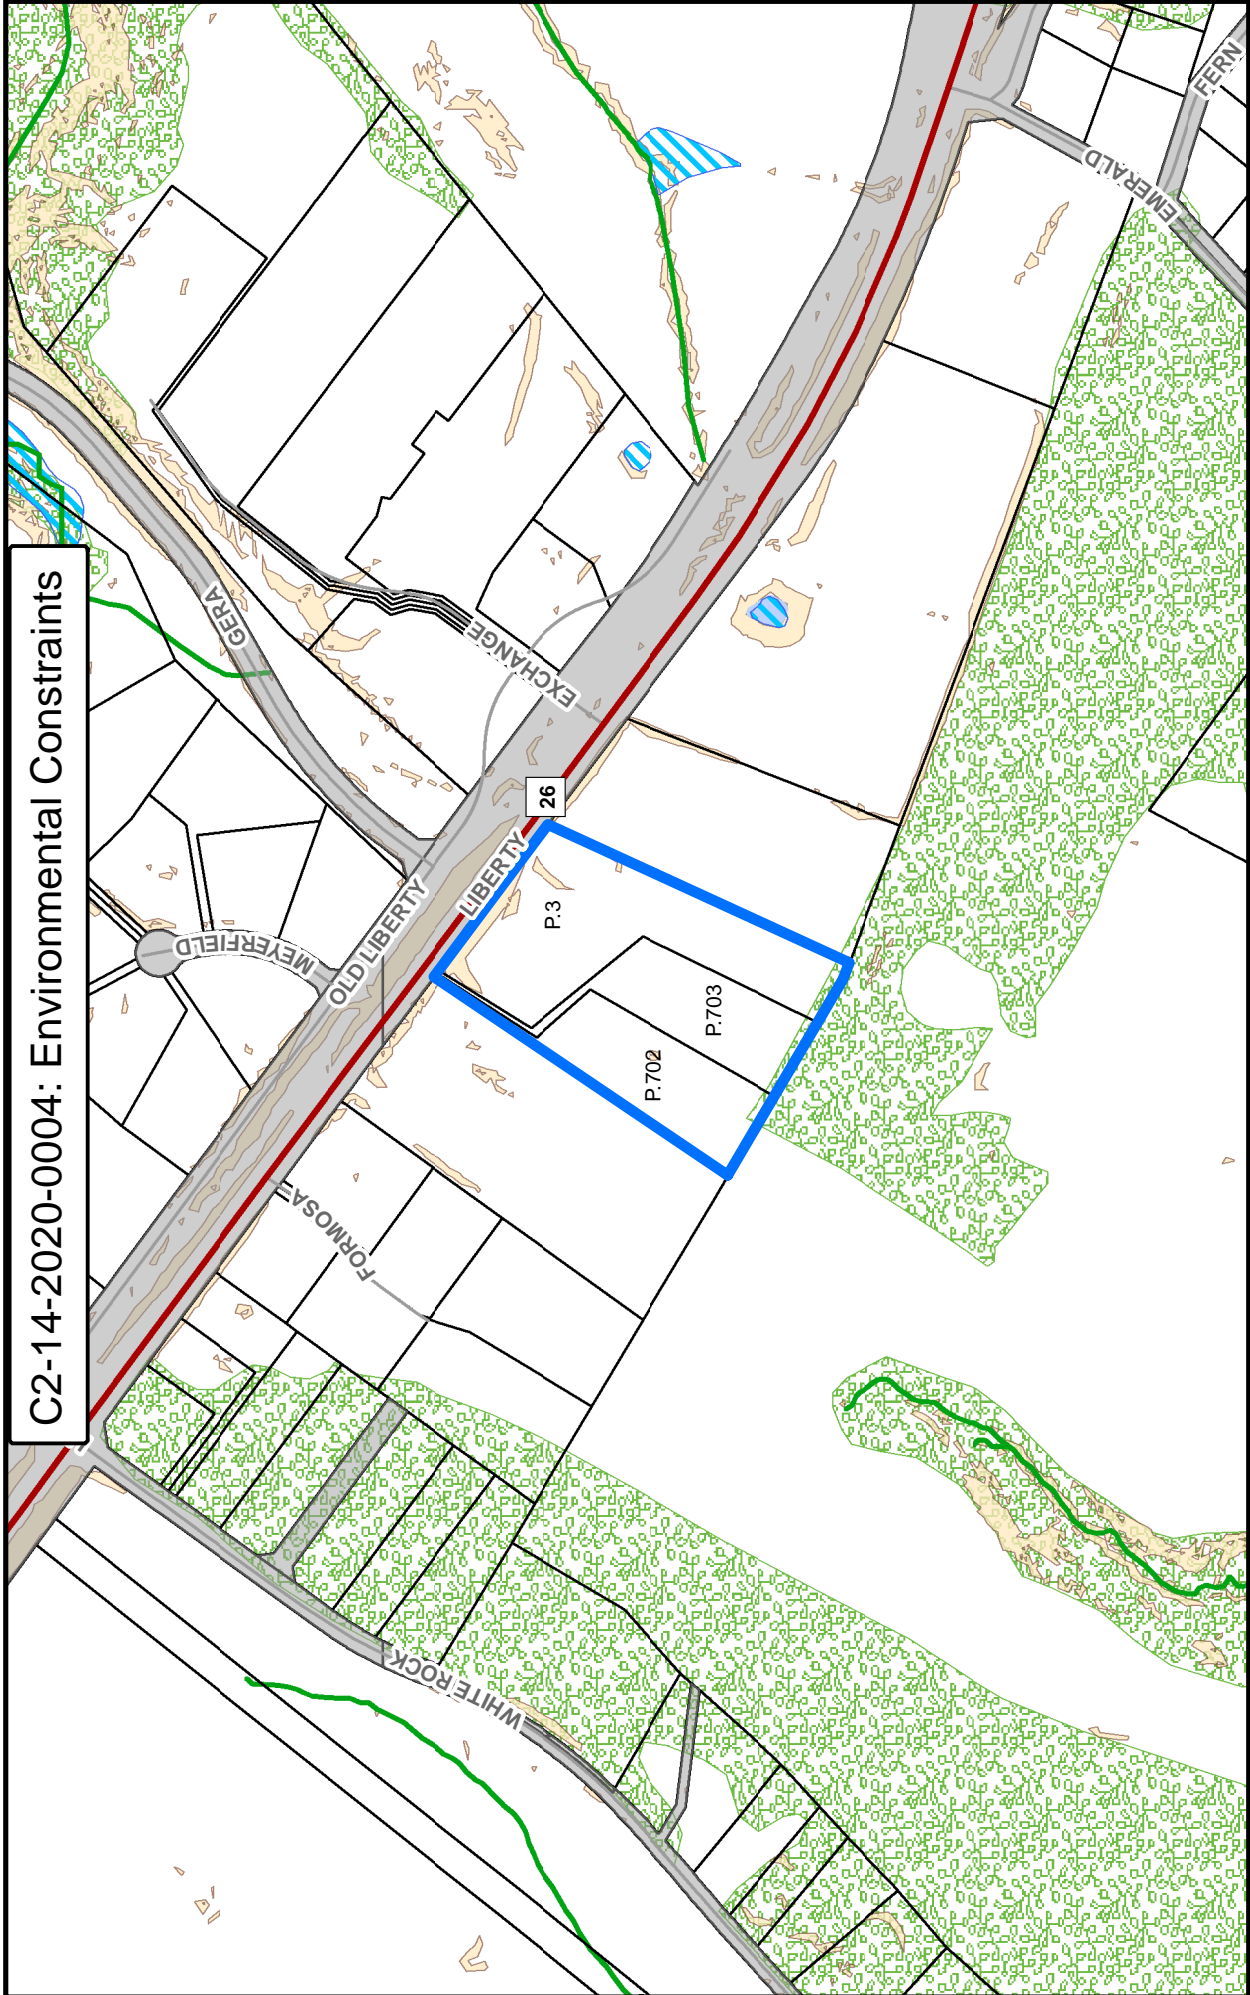 C2-14-2020-0004: Environmental Constraints
WHITE ROCK
FORMOSA
MEYERFIELD
OLD LIBERTY
LIBERTY
26
GERA
EXCHANGE
EMERALD
FERN
P.3
P.702
P.703